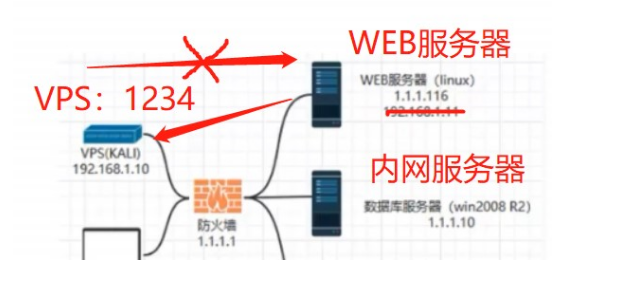 WEB服务器
WEB服务器（linux）
1.1.1.116
192.168.1.11
VPS：1234
VPS(KALI)
192.168.1.10
内网服务器
数据库服务器（win2008 R2）
1.1.1.10
防火墙
1.1.1.1